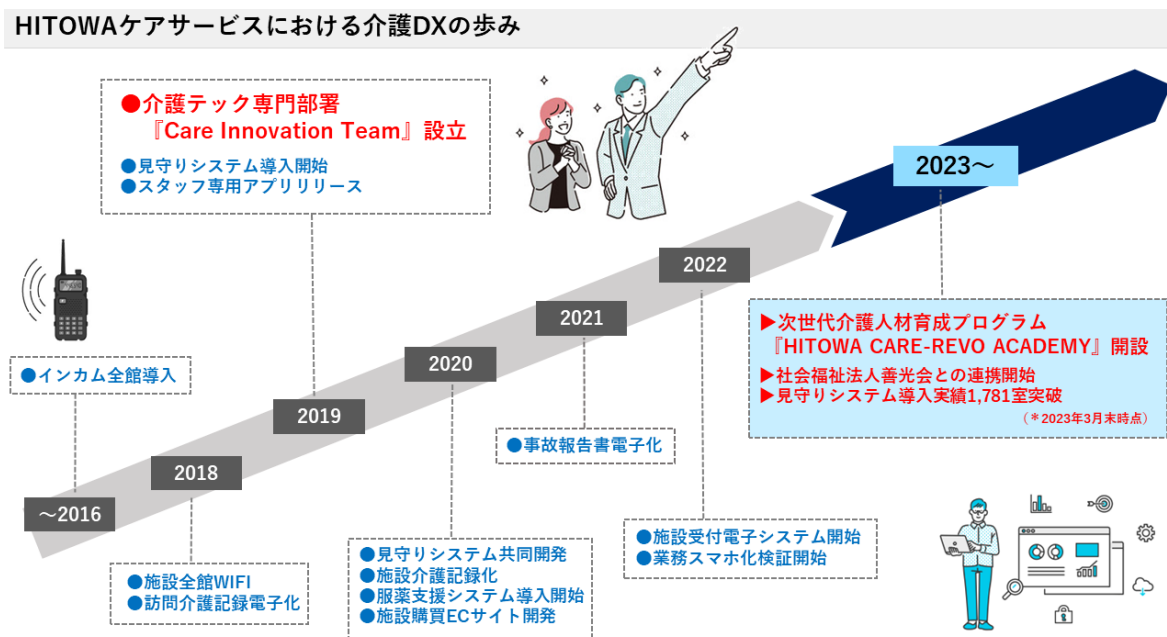 HITOWAケアサービスにおける介護DXの歩み
●介護テック専門部署
『Care Innovation Team』設立
●見守りシステム導入開始
●スタッフ専用アプリリリース
2023～
2022
2021
2020
2019
2018
～2016
●インカム全館導入
●施設全館WIFI
●訪問介護記録電子化
●見守りシステム共同開発
●施設介護記録化
●服薬支援システム導入開始
●施設購買ECサイト開発
●事故報告書電子化
●施設受付電子システム開始
●業務スマホ化検証開始
▶次世代介護人材育成プログラム
『HITOWA CARE-REVO ACADEMY』開設
▶社会福祉法人善光会との連携開始
▶見守りシステム導入実績1,781室突破
（＊2023年3月末時点）